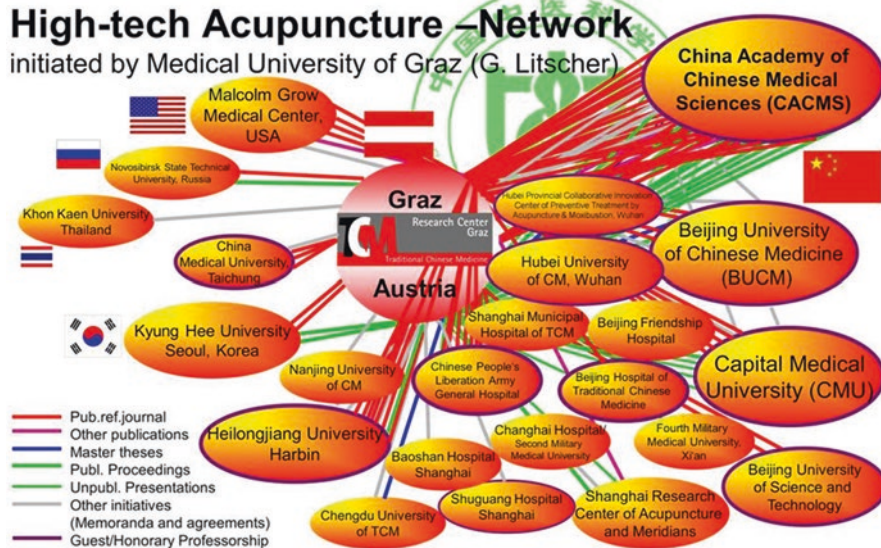 High-tech Acupuncture –Network
initiated by Medical University of Graz (G. Litscher)
中国中医科学
China Academy of
Chinese Medical
Sciences (CACMS)
Malcolm Grow
Medical Center,
USA
Novosibirsk State Technical
University, Russia
Khon Kaen University
Thailand
China
Medical University,
Taichung
Kyung Hee University
Seoul, Korea
Graz
TCM
Research Center
Graz
Traditional Chinese Medicine
Austria
Hubei Provincial Collaborative Innovation
Center of Preventive Treatment by
Acupuncture & Moxibustion, Wuhan
Hubei University
of CM, Wuhan
Beijing University
of Chinese Medicine
(BUCM)
Shanghai Municipal
Hospital of TCM
Beijing Friendship
Hospital
Capital Medical
University (CMU)
Nanjing University
of CM
Chinese People's
Liberation Army
General Hospital
Beijing Hospital of
Traditional Chinese
Medicine
Heilongjiang University
Harbin
Baoshan Hospital
Shanghai
Changhai Hospital/
Second Military
Medical University
Fourth Military
Medical University,
Xi'an
Beijing University
of Science and
Technology
Chengdu University
of TCM
Shuguang Hospital
Shanghai
Shanghai Research
Center of Acupuncture
and Meridians
Pub.ref.journal
Other publications
Master theses
Publ. Proceedings
Unpubl. Presentations
Other initiatives
(Memoranda and agreements)
Guest/Honorary Professorship